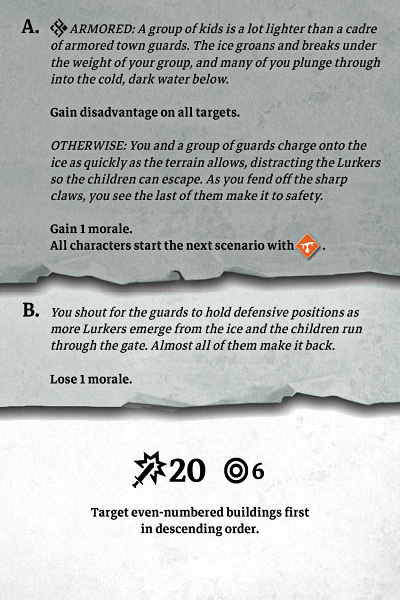 A. ARMORED: A group of kids is a lot lighter than a cadre
of armored town guards. The ice groans and breaks under
the weight of your group, and many of you plunge through
into the cold, dark water below.
Gain disadvantage on all targets.
OTHERWISE: You and a group of guards charge onto the
ice as quickly as the terrain allows, distracting the Lurkers
so the children can escape. As you fend off the sharp
claws, you see the last of them make it to safety.
Gain 1 morale.
All characters start the next scenario with .
B. You shout for the guards to hold defensive positions as
more Lurkers emerge from the ice and the children run
through the gate. Almost all of them make it back.
Lose 1 morale.
20 6
Target even-numbered buildings first
in descending order.